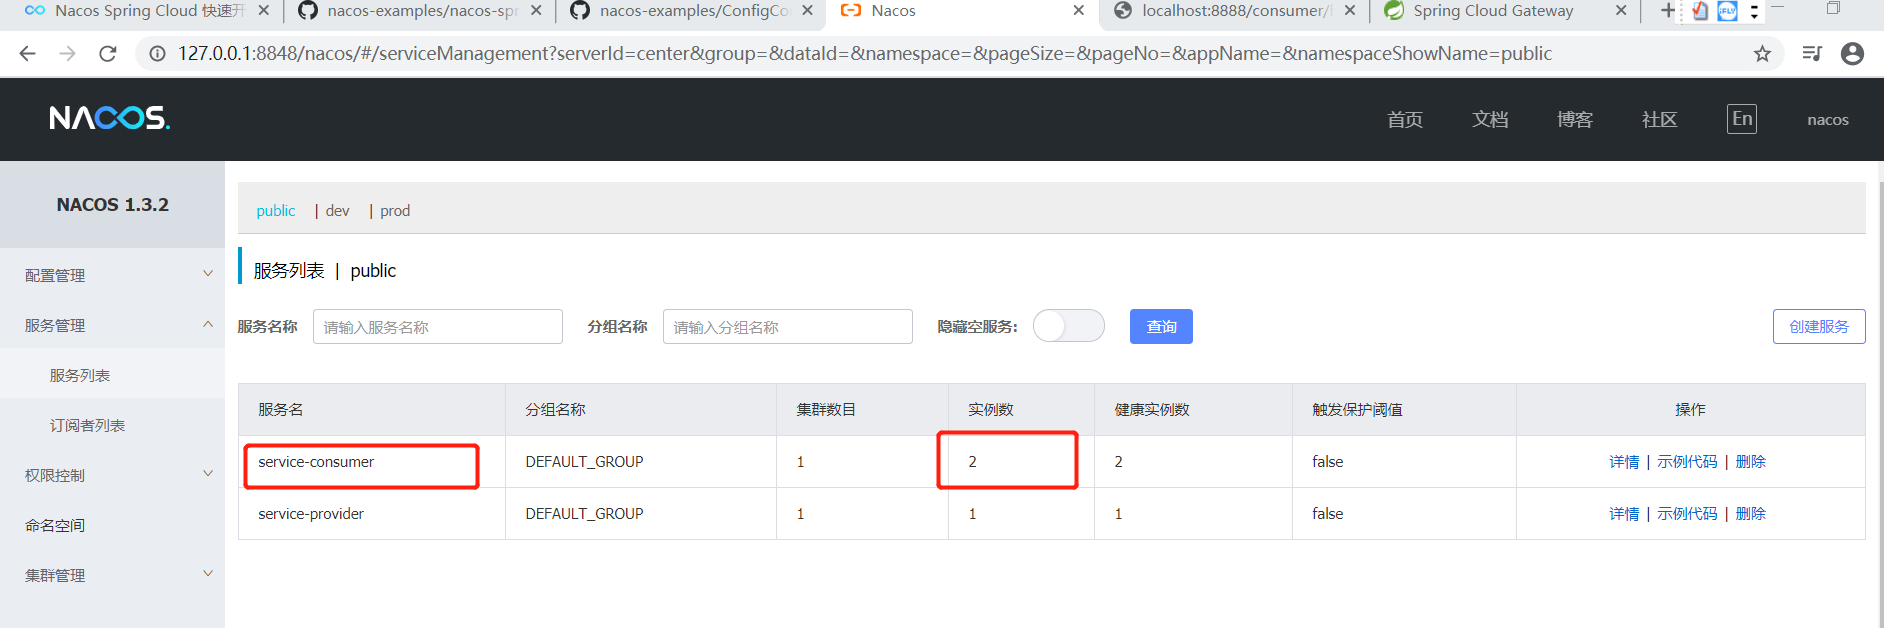 Nacos Spring Cloud 快速开
nacos-examples/nacos-spr
nacos-examples/ConfigCo
Nacos
localhost:8888/consumer/
Spring Cloud Gateway
127.0.0.1:8848/nacos/#/serviceManagement?serverId=center&group=&dataId=&namespace=&pageSize=&pageNo=&appName=&namespaceShowName=public
NACOS.
首页 文档 博客 社区 En nacos
NACOS 1.3.2
配置管理
服务管理
服务列表
订阅者列表
权限控制
命名空间
集群管理
public | dev | prod
服务列表 | public
服务名称 请输入服务名称 分组名称 请输入分组名称 隐藏空服务: 查询 创建服务
服务名 分组名称 集群数目 实例数 健康实例数 触发保护阈值 操作
service-consumer DEFAULT_GROUP 1 2 2 false 详情 | 示例代码 | 删除
service-provider DEFAULT_GROUP 1 1 1 false 详情 | 示例代码 | 删除